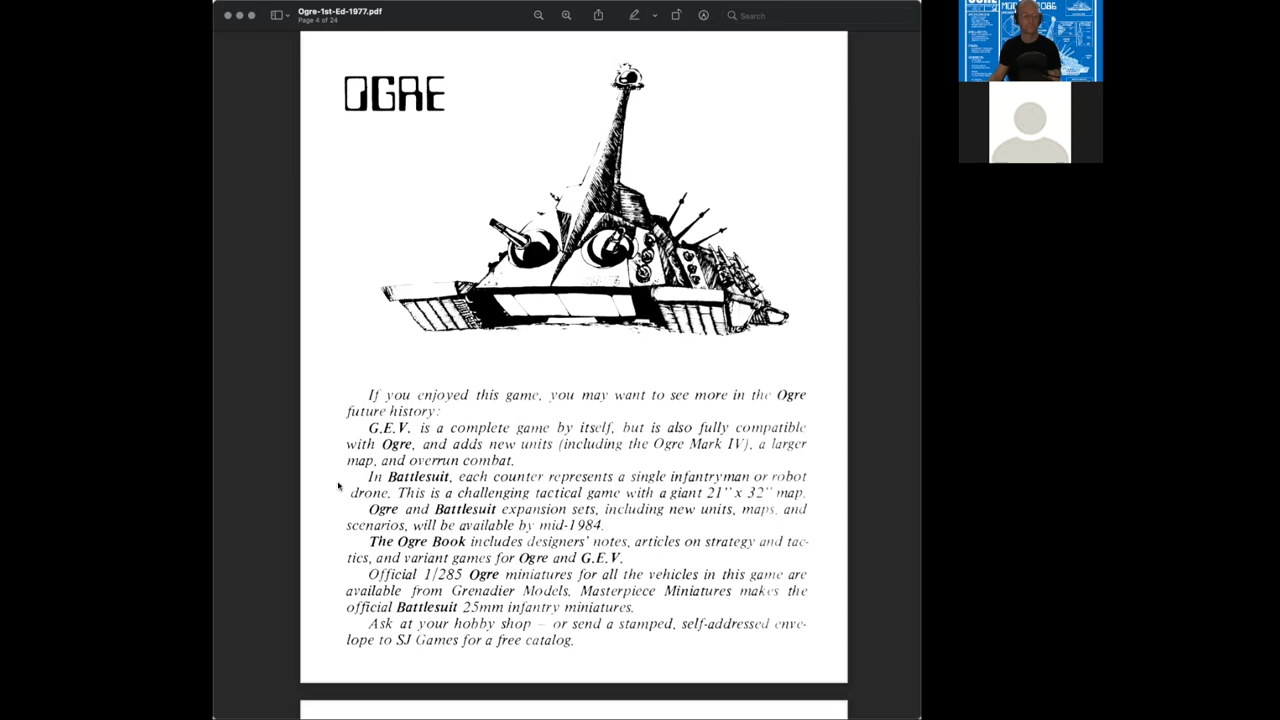 Ogre-1st-Ed-1977.pdf
Page 4 of 24
Search
OGRE
If you enjoyed this game, you may want to see more in the Ogre
future history:
G.E.V. is a complete game by itself, but is also fully compatible
with Ogre, and adds new units (including the Ogre Mark IV), a larger
map, and overrun combat.
In Battlesuit, each counter represents a single infantryman or robot
drone. This is a challenging tactical game with a giant 21" x 32" map.
Ogre and Battlesuit expansion sets, including new units, maps, and
scenarios, will be available by mid-1984.
The Ogre Book includes designers' notes, articles on strategy and tac-
tics, and variant games for Ogre and G.E.V.
Official 1/285 Ogre miniatures for all the vehicles in this game are
available from Grenadier Models. Masterpiece Miniatures makes the
official Battlesuit 25mm infantry miniatures.
Ask at your hobby shop — or send a stamped, self-addressed enve-
lope to SJ Games for a free catalog.